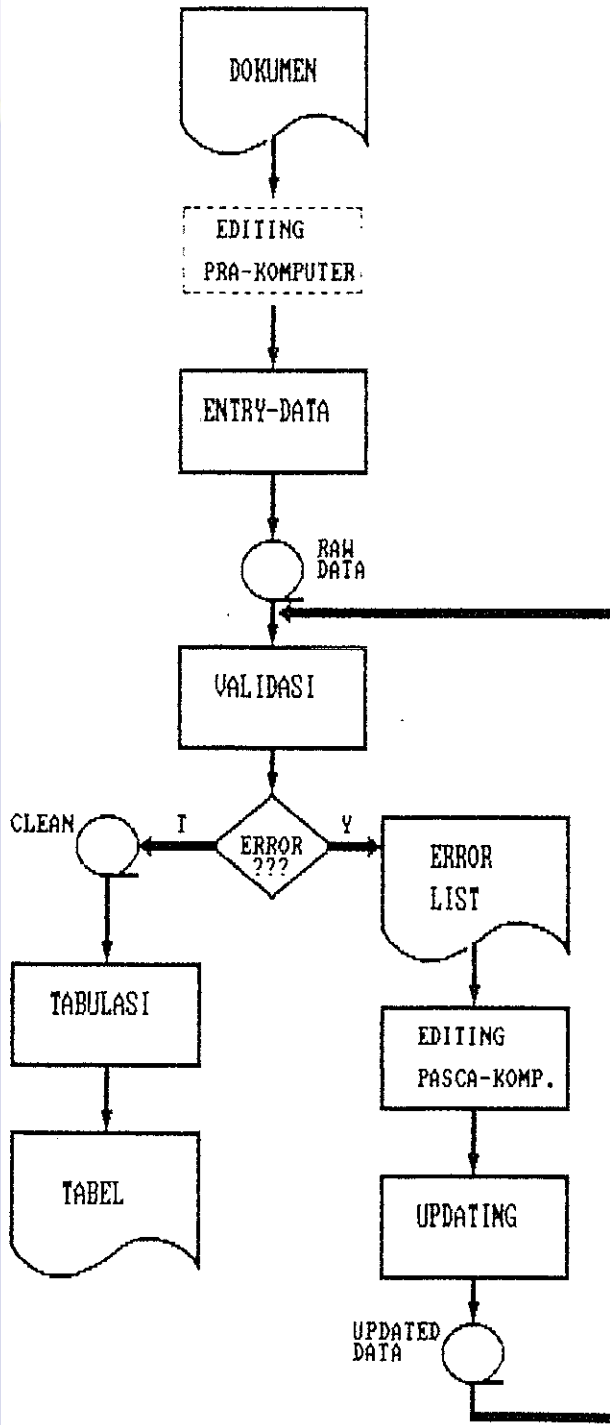 DOKUMEN
EDITING
PRA-KOMPUTER
ENTRY-DATA
RAW
DATA
VALIDASI
CLEAN
T
ERROR
???
Y
ERROR
LIST
TABULASI
EDITING
PASCA-KOMP.
TABEL
UPDATING
UPDATED
DATA